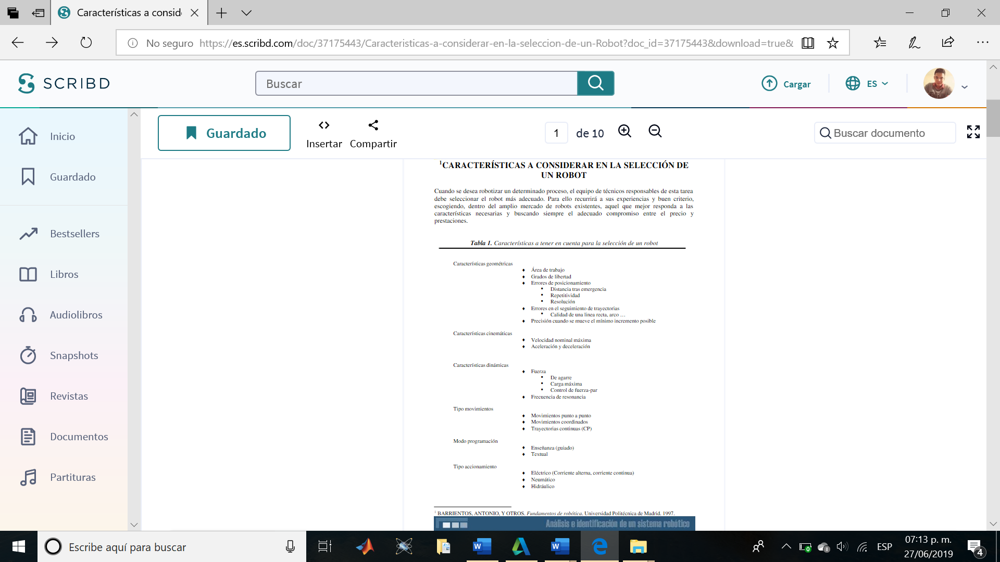 Características a consid
No seguro https://es.scribd.com/doc/37175443/Caracteristicas-a-considerar-en-la-seleccion-de-un-Robot?doc_id=37175443&download=true&
SCRIBD
Buscar
Cargar
ES
Inicio
Guardado
Bestsellers
Libros
Audiolibros
Snapshots
Revistas
Documentos
Partituras
Guardado
Insertar
Compartir
1 de 10
Buscar documento
1CARACTERÍSTICAS A CONSIDERAR EN LA SELECCIÓN DE
UN ROBOT
Cuando se desea robotizar un determinado proceso, el equipo de técnicos responsables de esta tarea
debe seleccionar el robot más adecuado. Para ello recurrirá a sus experiencias y buen criterio,
escogiendo, dentro del amplio mercado de robots existentes, aquel que mejor responda a las
características necesarias y buscando siempre el adecuado compromiso entre el precio y
prestaciones.
Tabla 1. Características a tener en cuenta para la selección de un robot
Características geométricas
♦ Área de trabajo
♦ Grados de libertad
♦ Errores de posicionamiento
▪ Distancia tras emergencia
▪ Repetitividad
▪ Resolución
♦ Errores en el seguimiento de trayectorias
▪ Calidad de una linea recta, arco …
♦ Precisión cuando se mueve el mínimo incremento posible
Características cinemáticas
♦ Velocidad nominal máxima
♦ Aceleración y deceleración
Características dinámicas
♦ Fuerza
▪ De agarre
▪ Carga máxima
▪ Control de fuerza-par
♦ Frecuencia de resonancia
Tipo movimientos
♦ Movimientos punto a punto
♦ Movimientos coordinados
♦ Trayectorias continuas (CP)
Modo programación
♦ Enseñanza (guiado)
♦ Textual
Tipo accionamiento
♦ Eléctrico (Corriente alterna, corriente continua)
♦ Neumático
♦ Hidráulico
1 BARRIENTOS, ANTONIO, Y OTROS. Fundamentos de robótica. Universidad Politécnica de Madrid. 1997.
Análisis e identificación de un sistema robótico
Escribe aquí para buscar
ESP
07:13 p. m.
27/06/2019
4